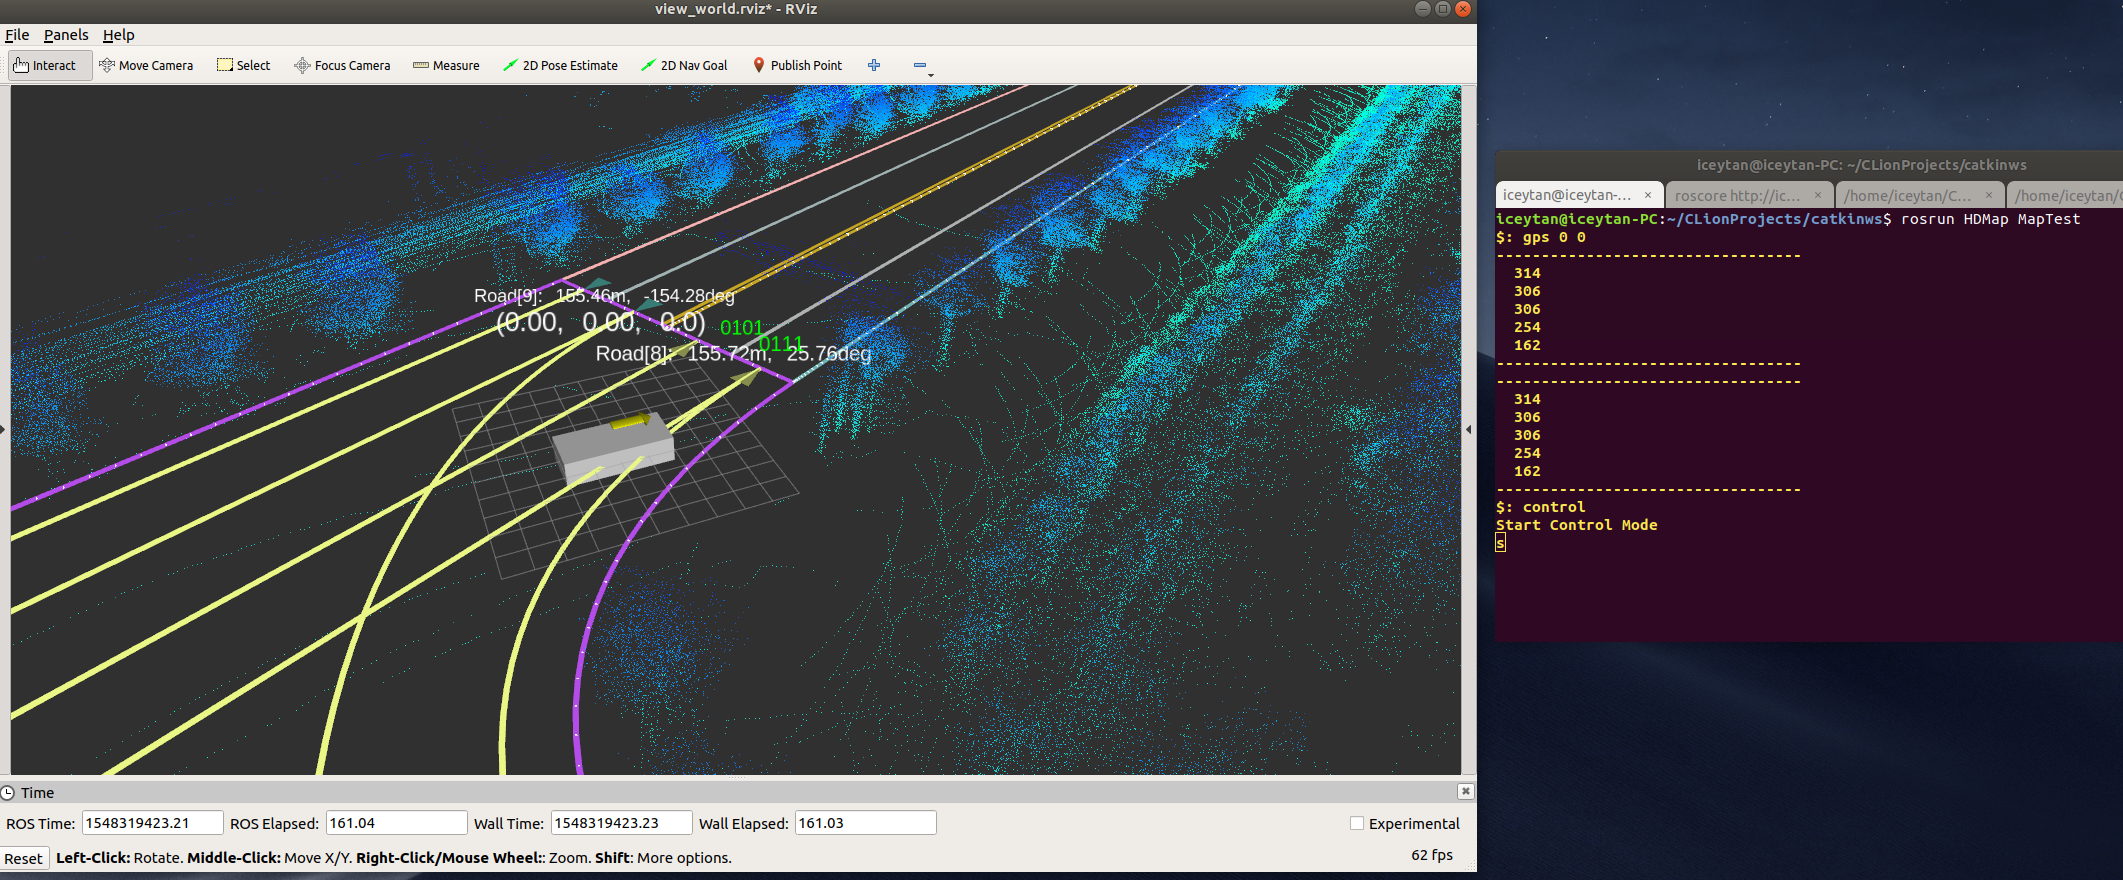 view_world.rviz* - RViz
File Panels Help
Interact Move Camera Select Focus Camera Measure 2D Pose Estimate 2D Nav Goal Publish Point
Road[9]: 155.46m, -154.28deg
(0.00, 0.00, 0.0) 0101
0111
Road[8]: 155.72m, 25.76deg
Time
ROS Time: 1548319423.21 ROS Elapsed: 161.04 Wall Time: 1548319423.23 Wall Elapsed: 161.03 Experimental
Reset Left-Click: Rotate. Middle-Click: Move X/Y. Right-Click/Mouse Wheel:: Zoom. Shift: More options. 62 fps
iceytan@iceytan-PC: ~/CLionProjects/catkinws
iceytan@iceytan-... × roscore http://ic... × /home/iceytan/C... × /home/iceytan/
iceytan@iceytan-PC:~/CLionProjects/catkinws$ rosrun HDMap MapTest
$: gps 0 0
----------------------------------
314
306
306
254
162
----------------------------------
----------------------------------
314
306
306
254
162
----------------------------------
$: control
Start Control Mode
s